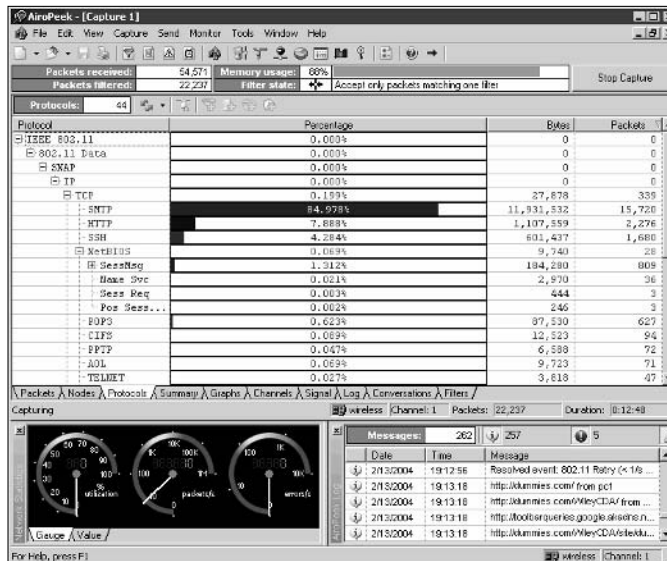 AiroPeek - [Capture 1]
File Edit View Capture Send Monitor Tools Window Help
Packets received: 54,571 Memory usage: 88%
Packets filtered: 22,237 Filter state: Accept only packets matching one filter
Stop Capture
Protocols: 44
Protocol Percentage Bytes Packets
IEEE 802.11 0.000% 0 0
802.11 Data 0.000% 0 0
SNAP 0.000% 0 0
IP 0.000% 0 0
TCP 0.199% 27,878 339
SMTP 84.978% 11,931,532 15,720
HTTP 7.888% 1,107,559 2,276
SSH 4.284% 601,437 1,680
NetBIOS 0.069% 9,740 28
SessMsg 1.312% 184,280 809
Name Svc 0.021% 2,970 36
Sess Req 0.003% 444 3
Pos Sess... 0.002% 246 3
POP3 0.623% 87,530 627
CIFS 0.089% 12,523 94
PPTP 0.047% 6,588 72
AOL 0.069% 9,723 71
TELNET 0.027% 3,818 47
Packets Nodes Protocols Summary Graphs Channels Signal Log Conversations Filters
Capturing wireless Channel: 1 Packets: 22,237 Duration: 0:12:48
Messages: 262 257 5
Date Time Message
2/13/2004 19:12:56 Resolved event: 802.11 Retry (< 1/s ...
2/13/2004 19:13:18 http://dummies.com/ from pc1
2/13/2004 19:13:18 http://dummies.com/WileyCDA/ from ...
2/13/2004 19:13:18
2/13/2004 19:13:18 http://dummies.com/WileyCDA/site/du...
% utilization
packets/s
errors/s
Gauge Value
For Help, press F1 wireless Channel: 1